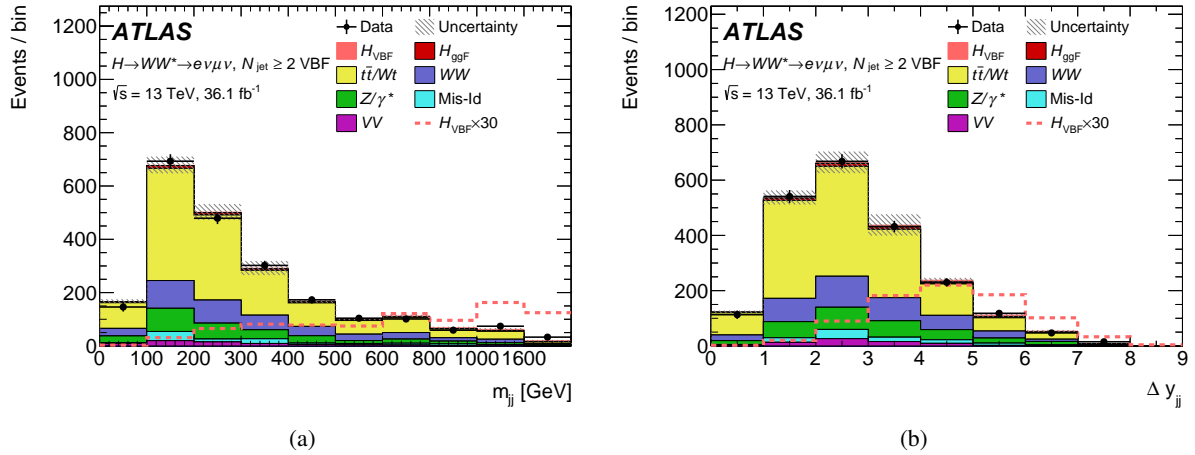 Events / bin
1200
1000
800
600
400
200
0
ATLAS
H→WW*→eνμν, N_jet ≥ 2 VBF
√s = 13 TeV, 36.1 fb⁻¹
Data
Uncertainty
H_VBF
H_ggF
tt̄/Wt
WW
Z/γ*
Mis-Id
VV
H_VBF×30
0 100 200 300 400 500 600 800 1000 1600
m_jj [GeV]
(a)
Events / bin
1200
1000
800
600
400
200
0
ATLAS
H→WW*→eνμν, N_jet ≥ 2 VBF
√s = 13 TeV, 36.1 fb⁻¹
Data
Uncertainty
H_VBF
H_ggF
tt̄/Wt
WW
Z/γ*
Mis-Id
VV
H_VBF×30
0 1 2 3 4 5 6 7 8 9
Δ y_jj
(b)